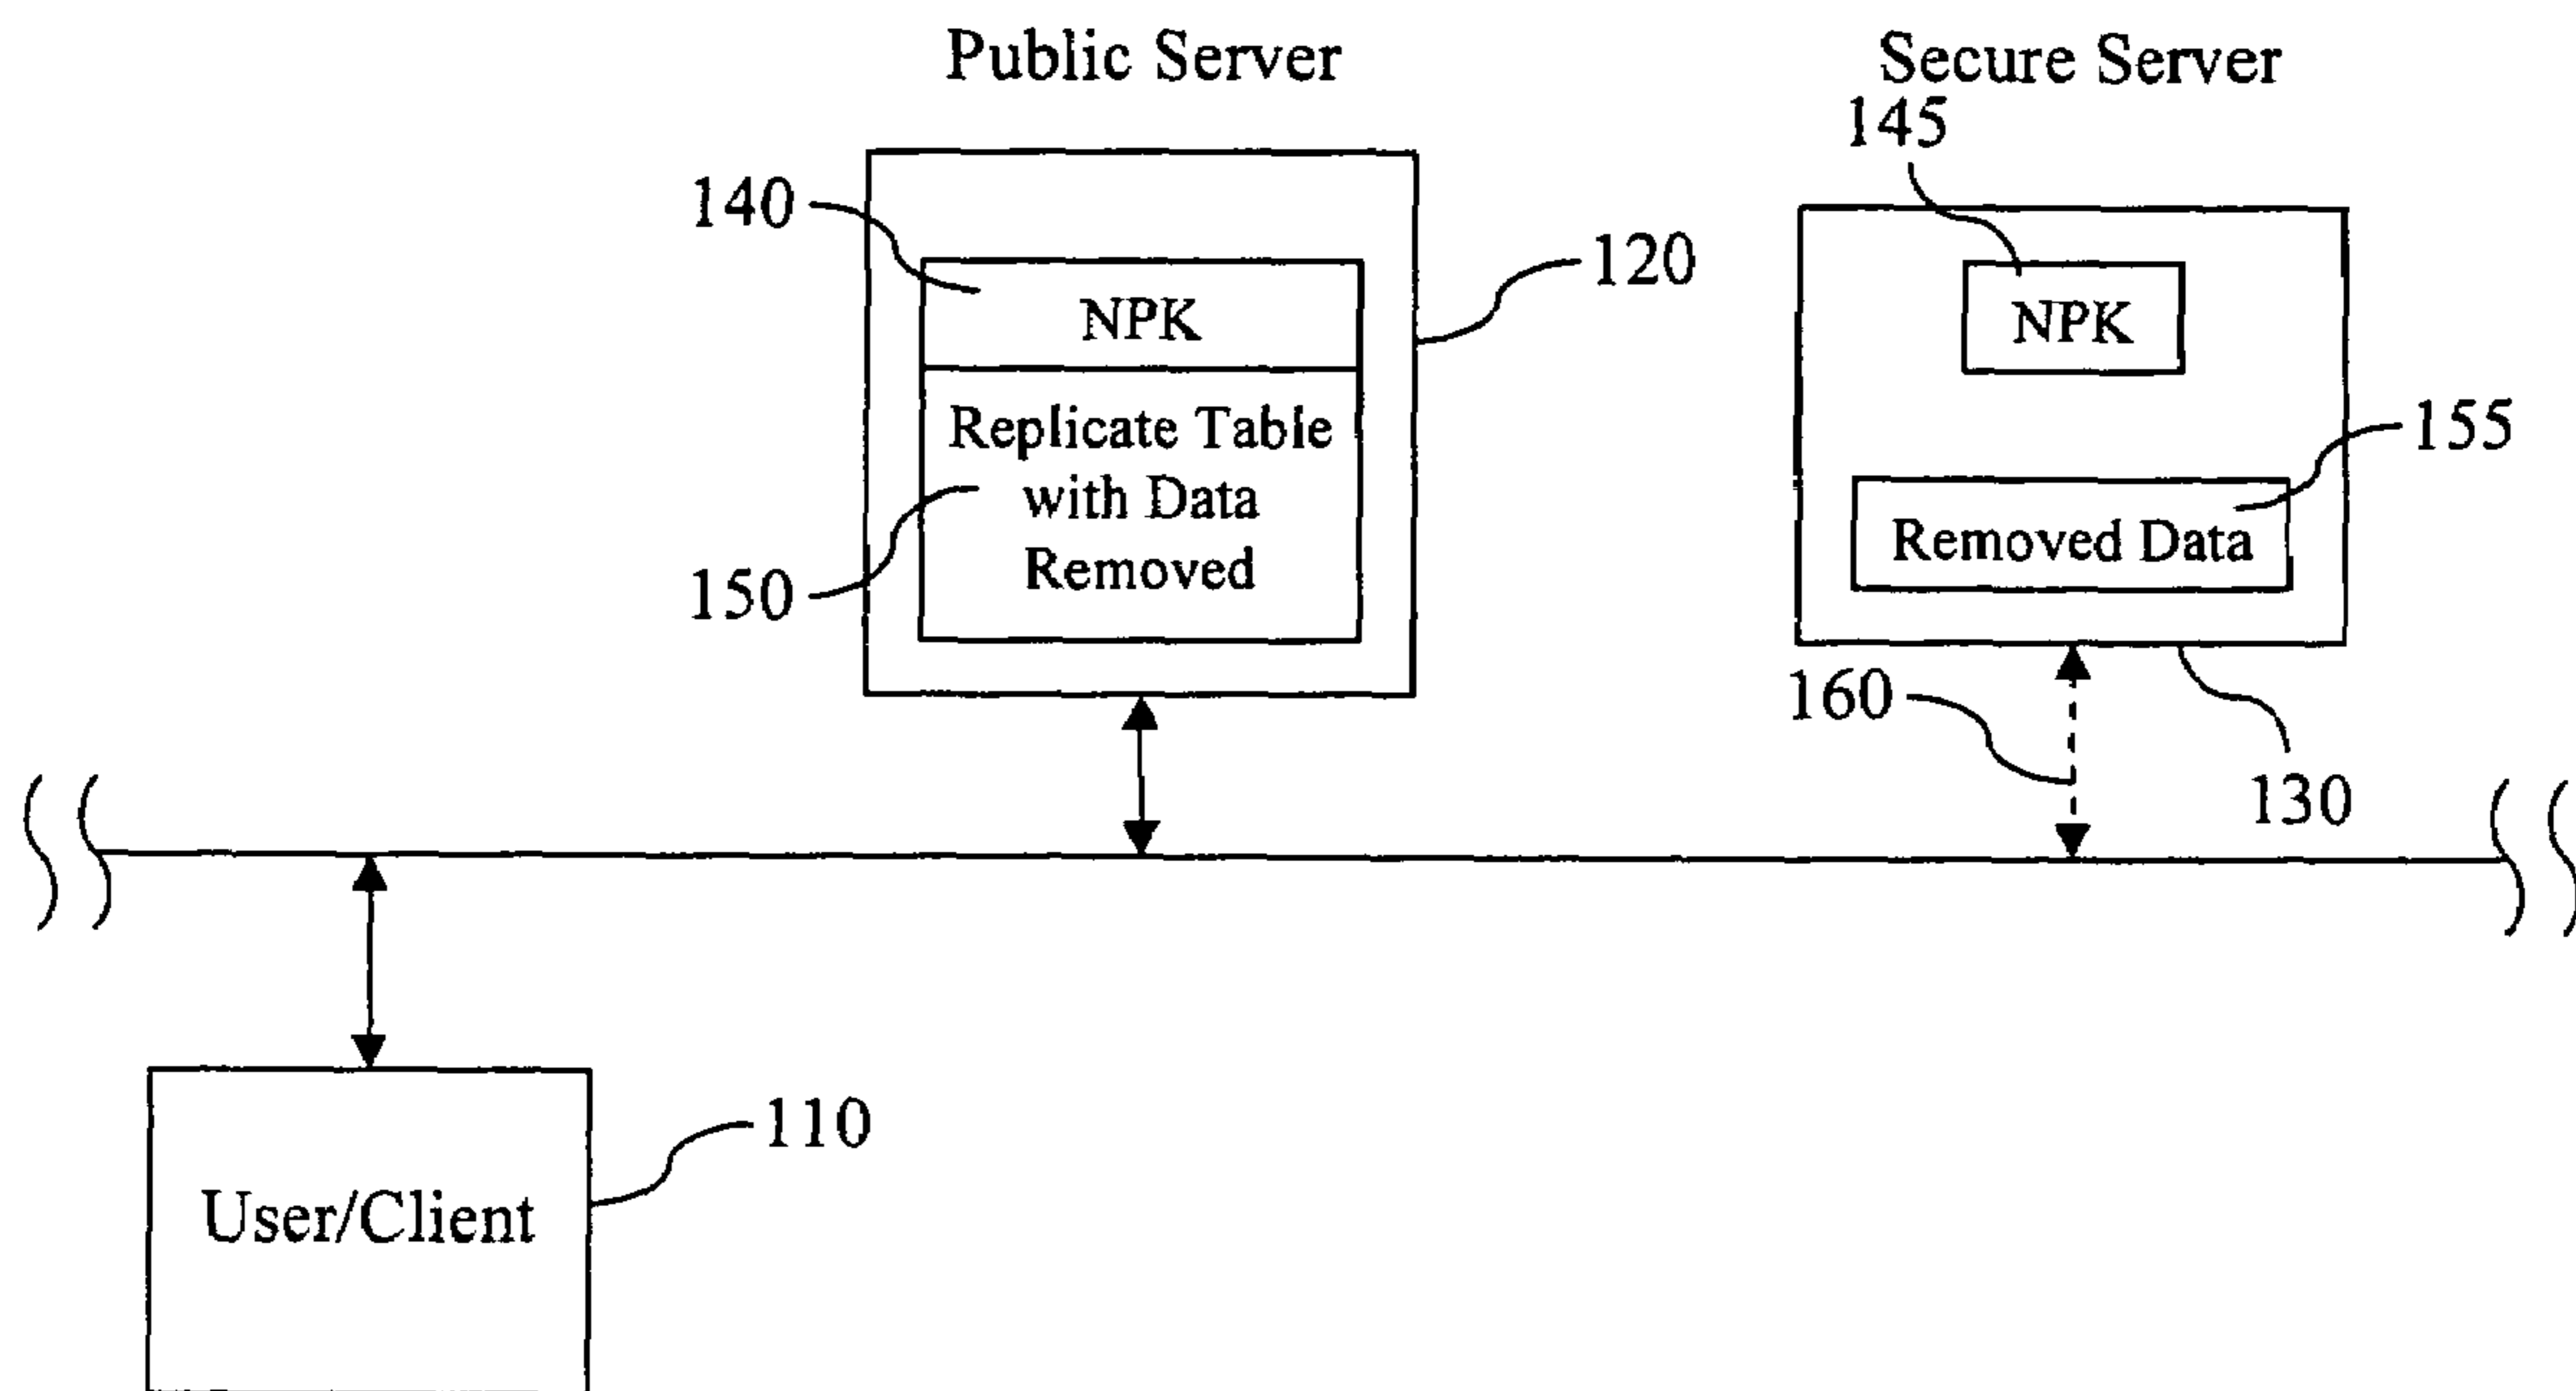 Public Server
Secure Server
145
140
NPK
120
NPK
Replicate Table
with Data
Removed
150
155
Removed Data
160
130
110
User/Client